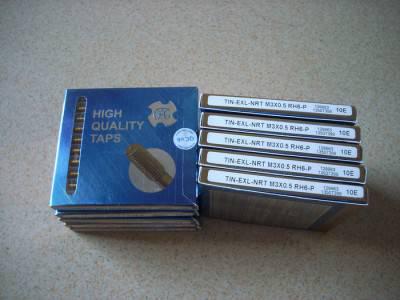 HIGH
QUALITY
TAPS
TIN-EXL-NRT M3X0.5 RH6-P 10E
TIN-EXL-NRT M3X0.5 RH6-P 10E
TIN-EXL-NRT M3X0.5 RH6-P 10E
TIN-EXL-NRT M3X0.5 RH6-P 10E
TIN-EXL-NRT M3X0.5 RH6-P 10E